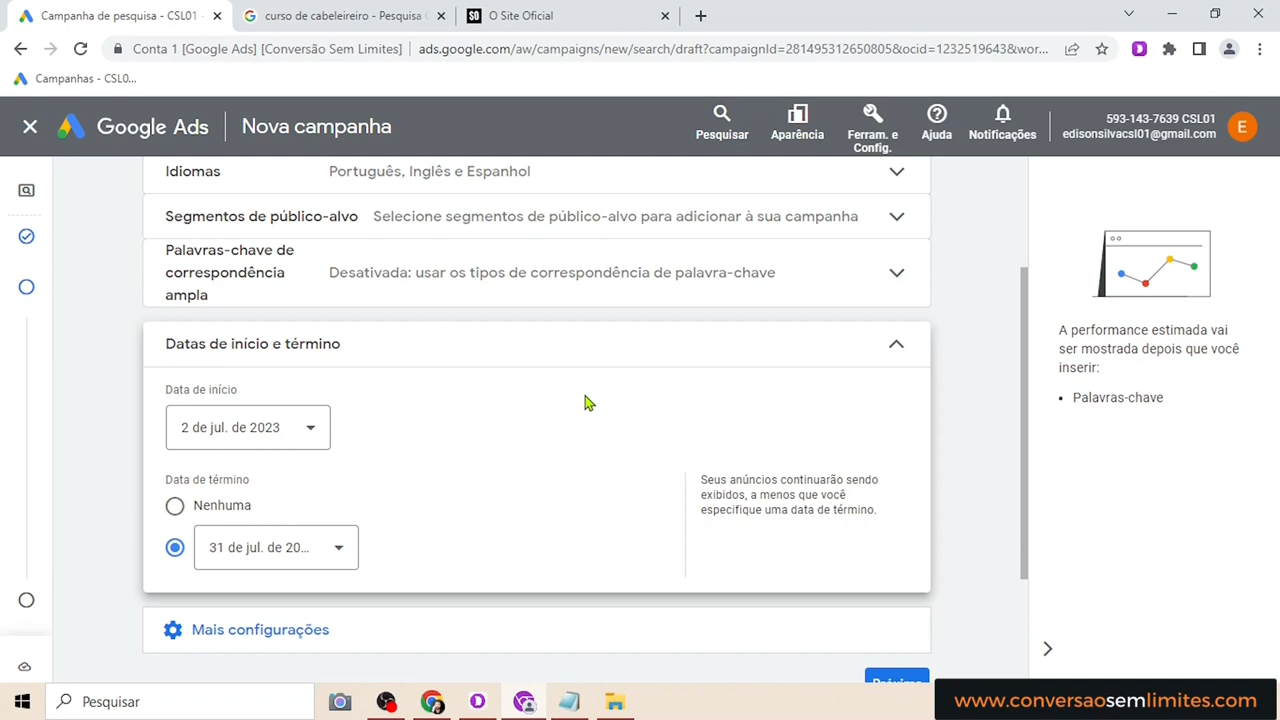 Campanha de pesquisa - CSL01 -
curso de cabeleireiro - Pesquisa
O Site Oficial
Conta 1 [Google Ads] [Conversão Sem Limites]
ads.google.com/aw/campaigns/new/search/draft?campaignId=281495312650805&ocid=1232519643&wor...
Campanhas - CSL0...
Google Ads
Nova campanha
Pesquisar
Aparência
Ferram. e
Config.
Ajuda
Notificações
593-143-7639 CSL01
edisonsilvacsl01@gmail.com
E
Idiomas
Português, Inglês e Espanhol
Segmentos de público-alvo
Selecione segmentos de público-alvo para adicionar à sua campanha
Palavras-chave de
correspondência
ampla
Desativada: usar os tipos de correspondência de palavra-chave
Datas de início e término
Data de início
2 de jul. de 2023
Data de término
Nenhuma
31 de jul. de 20...
Seus anúncios continuarão sendo
exibidos, a menos que você
especifique uma data de término.
Mais configurações
Próximo
A performance estimada vai
ser mostrada depois que você
inserir:
• Palavras-chave
Pesquisar
www.conversaosemlimites.com